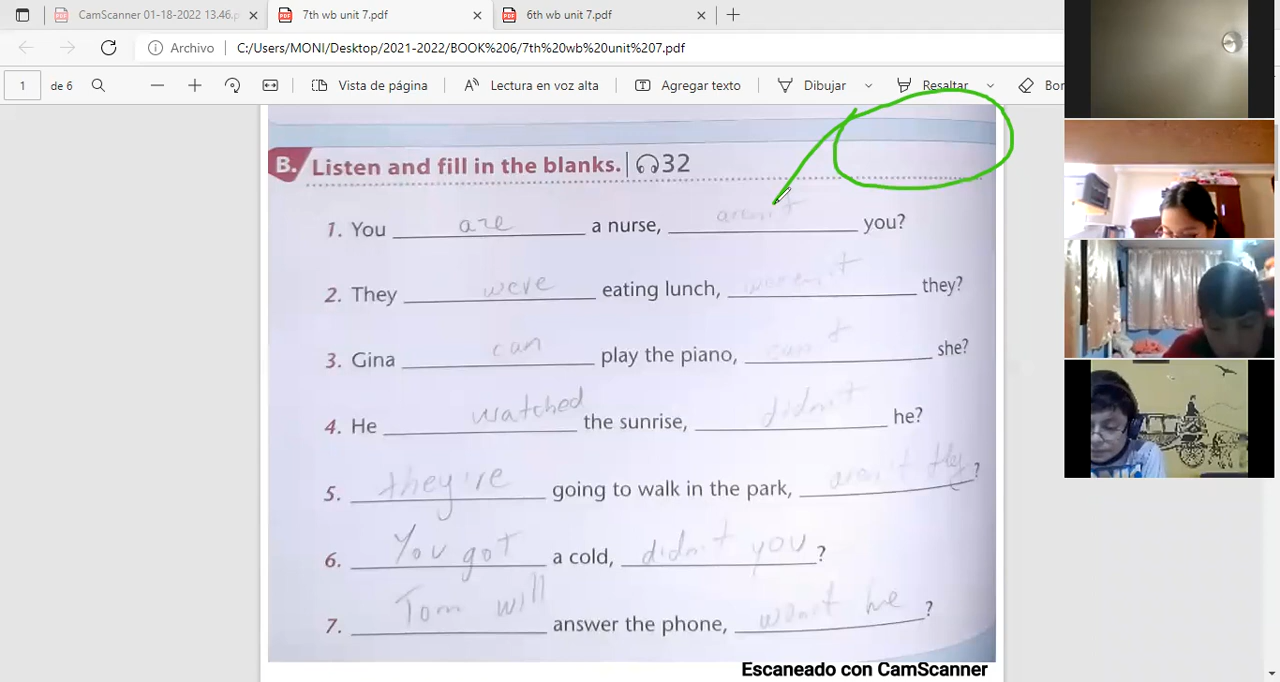 CamScanner 01-18-2022 13.46.p
7th wb unit 7.pdf
6th wb unit 7.pdf
Archivo
C:/Users/MONI/Desktop/2021-2022/BOOK%206/7th%20wb%20unit%207.pdf
1 de 6
Vista de página
Lectura en voz alta
Agregar texto
Dibujar
Resaltar
Bor
B. Listen and fill in the blanks. 32
1. You are a nurse, aren't you?
2. They were eating lunch, weren't they?
3. Gina can play the piano, can't she?
4. He watched the sunrise, didn't he?
5. they're going to walk in the park, aren't they?
6. You got a cold, didn't you?
7. Tom will answer the phone, won't he?
Escaneado con CamScanner